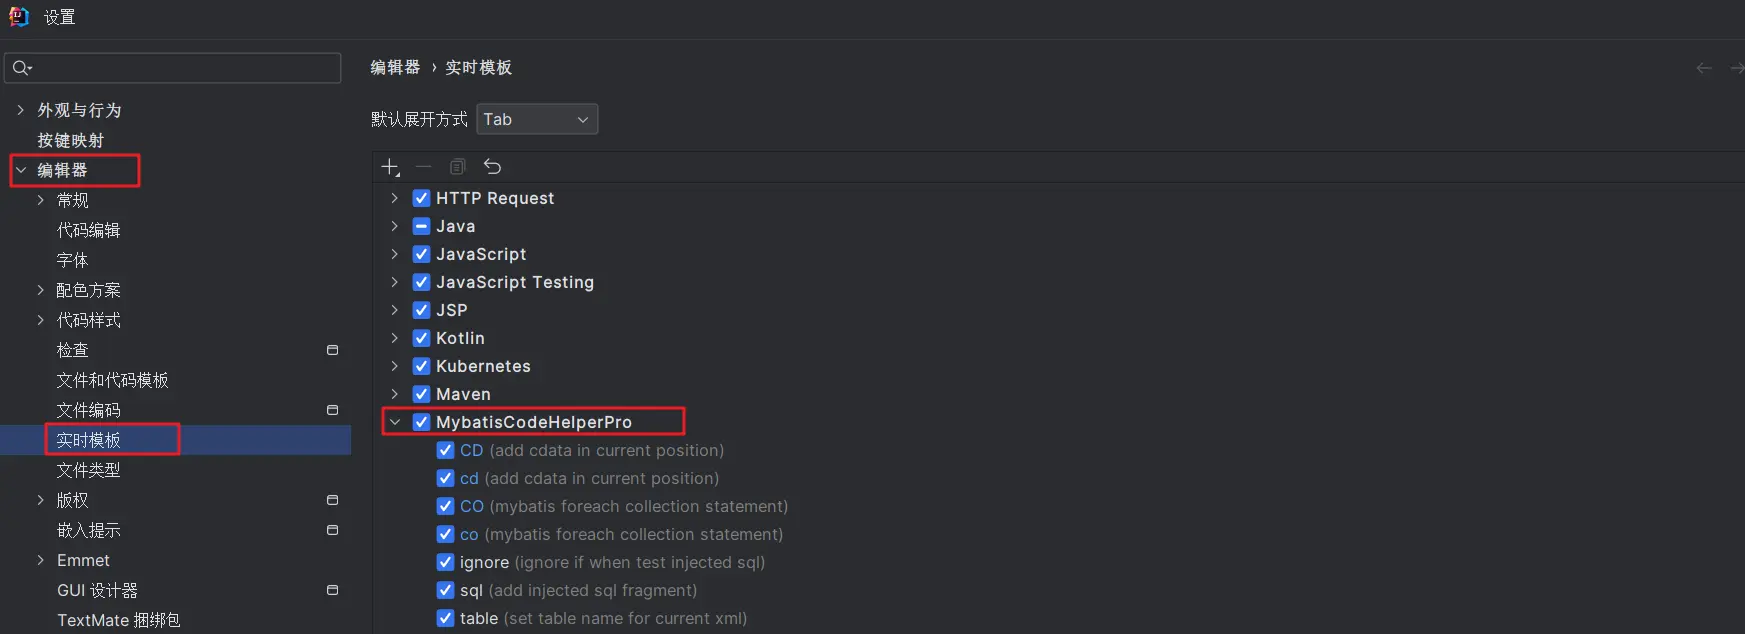 设置
外观与行为
按键映射
编辑器
常规
代码编辑
字体
配色方案
代码样式
检查
文件和代码模板
文件编码
实时模板
文件类型
版权
嵌入提示
Emmet
GUI 设计器
TextMate 捆绑包
编辑器 › 实时模板
默认展开方式 Tab
HTTP Request
Java
JavaScript
JavaScript Testing
JSP
Kotlin
Kubernetes
Maven
MybatisCodeHelperPro
CD (add cdata in current position)
cd (add cdata in current position)
CO (mybatis foreach collection statement)
co (mybatis foreach collection statement)
ignore (ignore if when test injected sql)
sql (add injected sql fragment)
table (set table name for current xml)